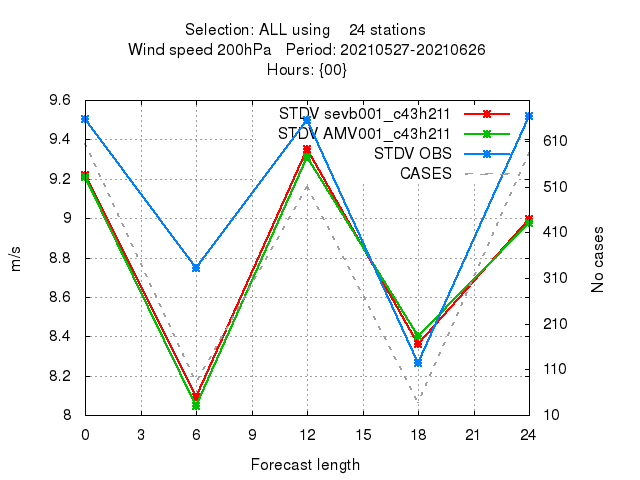 Selection: ALL using    24 stations
Wind speed 200hPa   Period: 20210527-20210626
Hours: {00}
STDV sevb001_c43h211
STDV AMV001_c43h211
STDV OBS
CASES
9.6
9.4
9.2
9
8.8
8.6
8.4
8.2
8
m/s
610
510
410
310
210
110
10
No cases
0 3 6 9 12 15 18 21 24
Forecast length